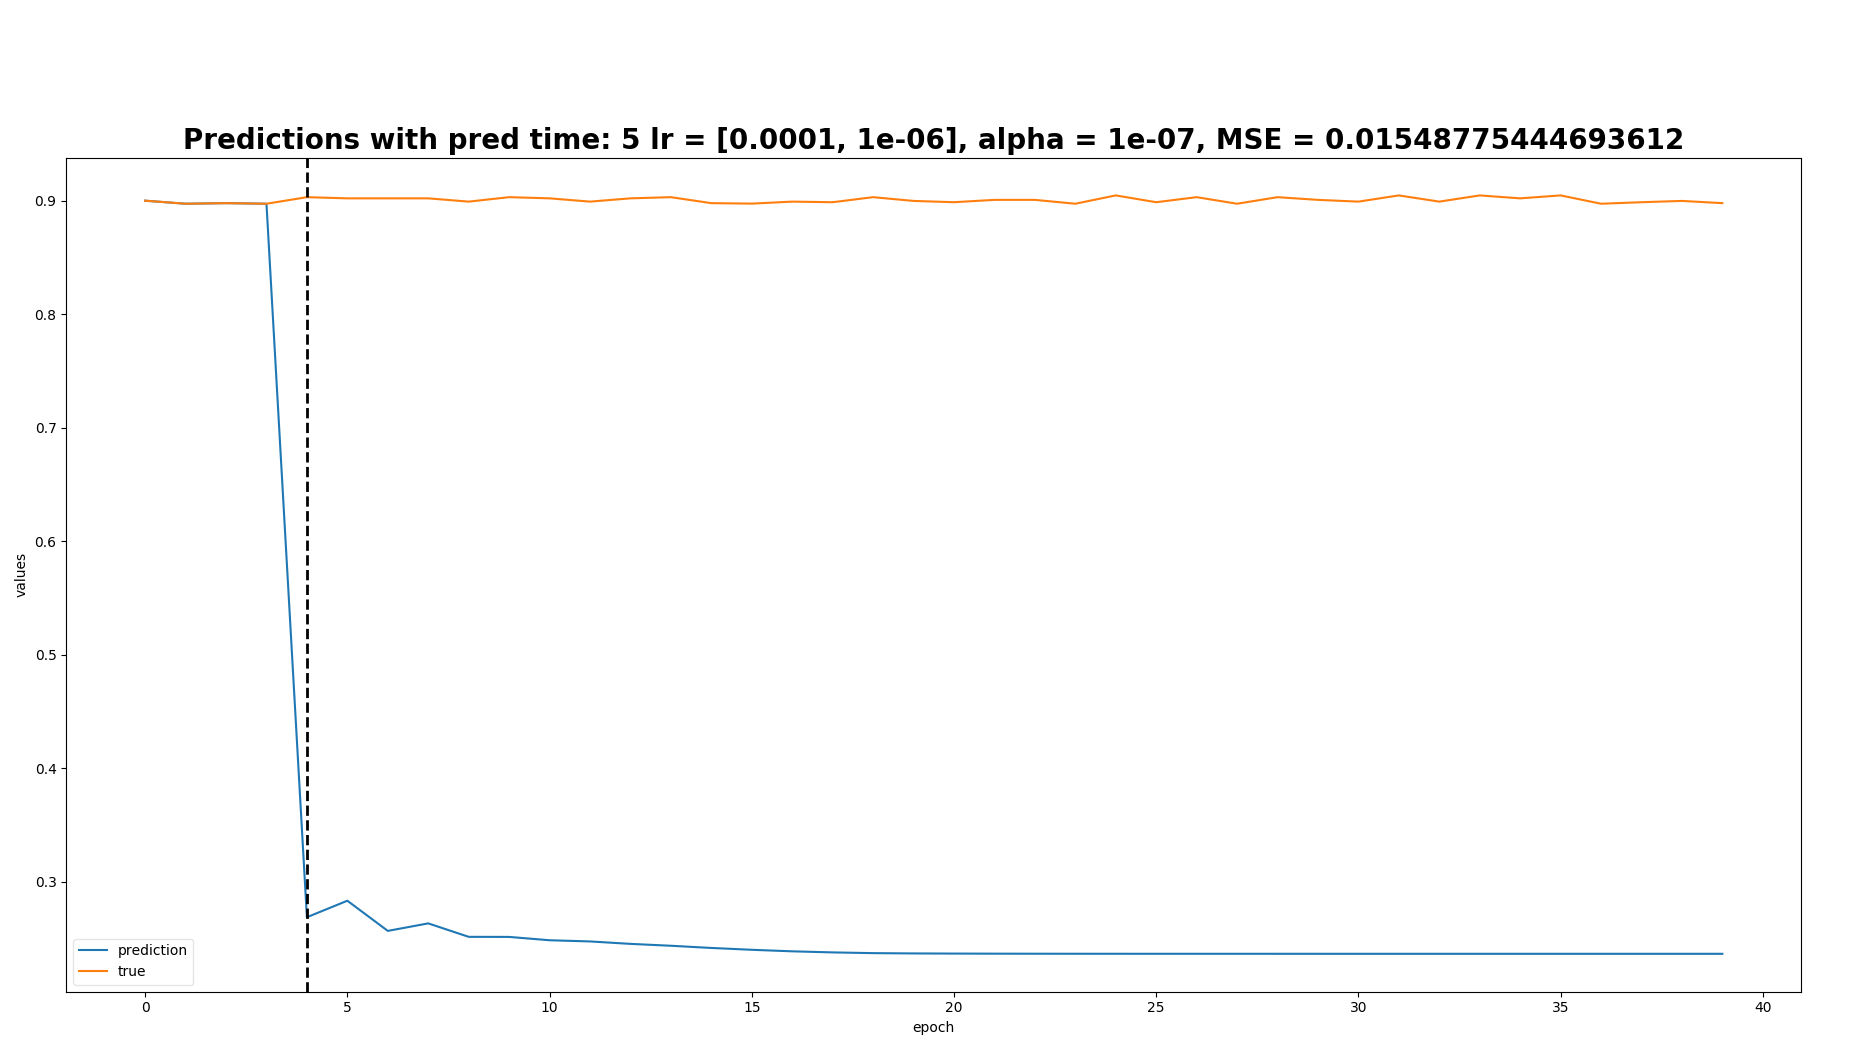 Predictions with pred time: 5 lr = [0.0001, 1e-06], alpha = 1e-07, MSE = 0.01548775444693612
0.9
0.8
0.7
0.6
0.5
0.4
0.3
values
prediction
true
0 5 10 15 20 25 30 35 40
epoch